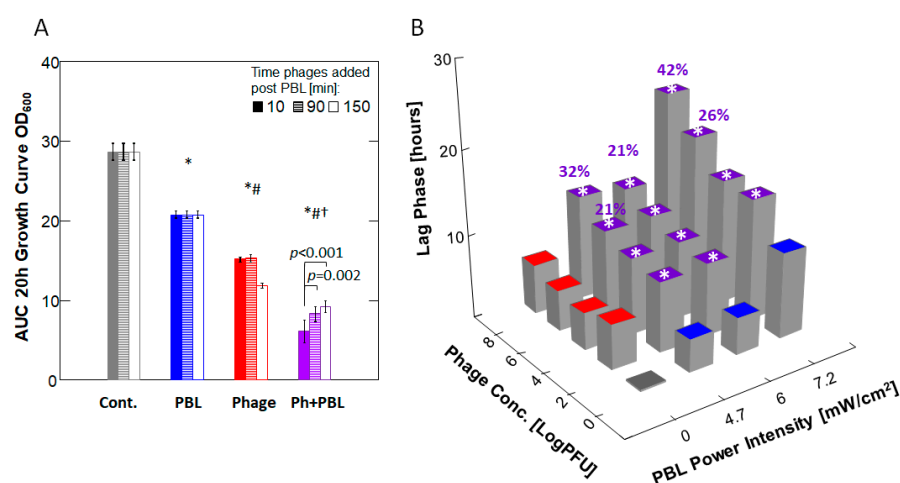 A
AUC 20h Growth Curve OD600
40
30
20
10
0
Time phages added
post PBL [min]:
10 90 150
*
*#
*#†
p<0.001
p=0.002
Cont. PBL Phage Ph+PBL
B
Lag Phase [hours]
30
20
10
42%
26%
21%
32%
21%
* * * * * * * * * * * *
8
6
4
2
0
Phage Conc. [LogPFU]
0
4.7
6
7.2
PBL Power Intensity [mW/cm²]